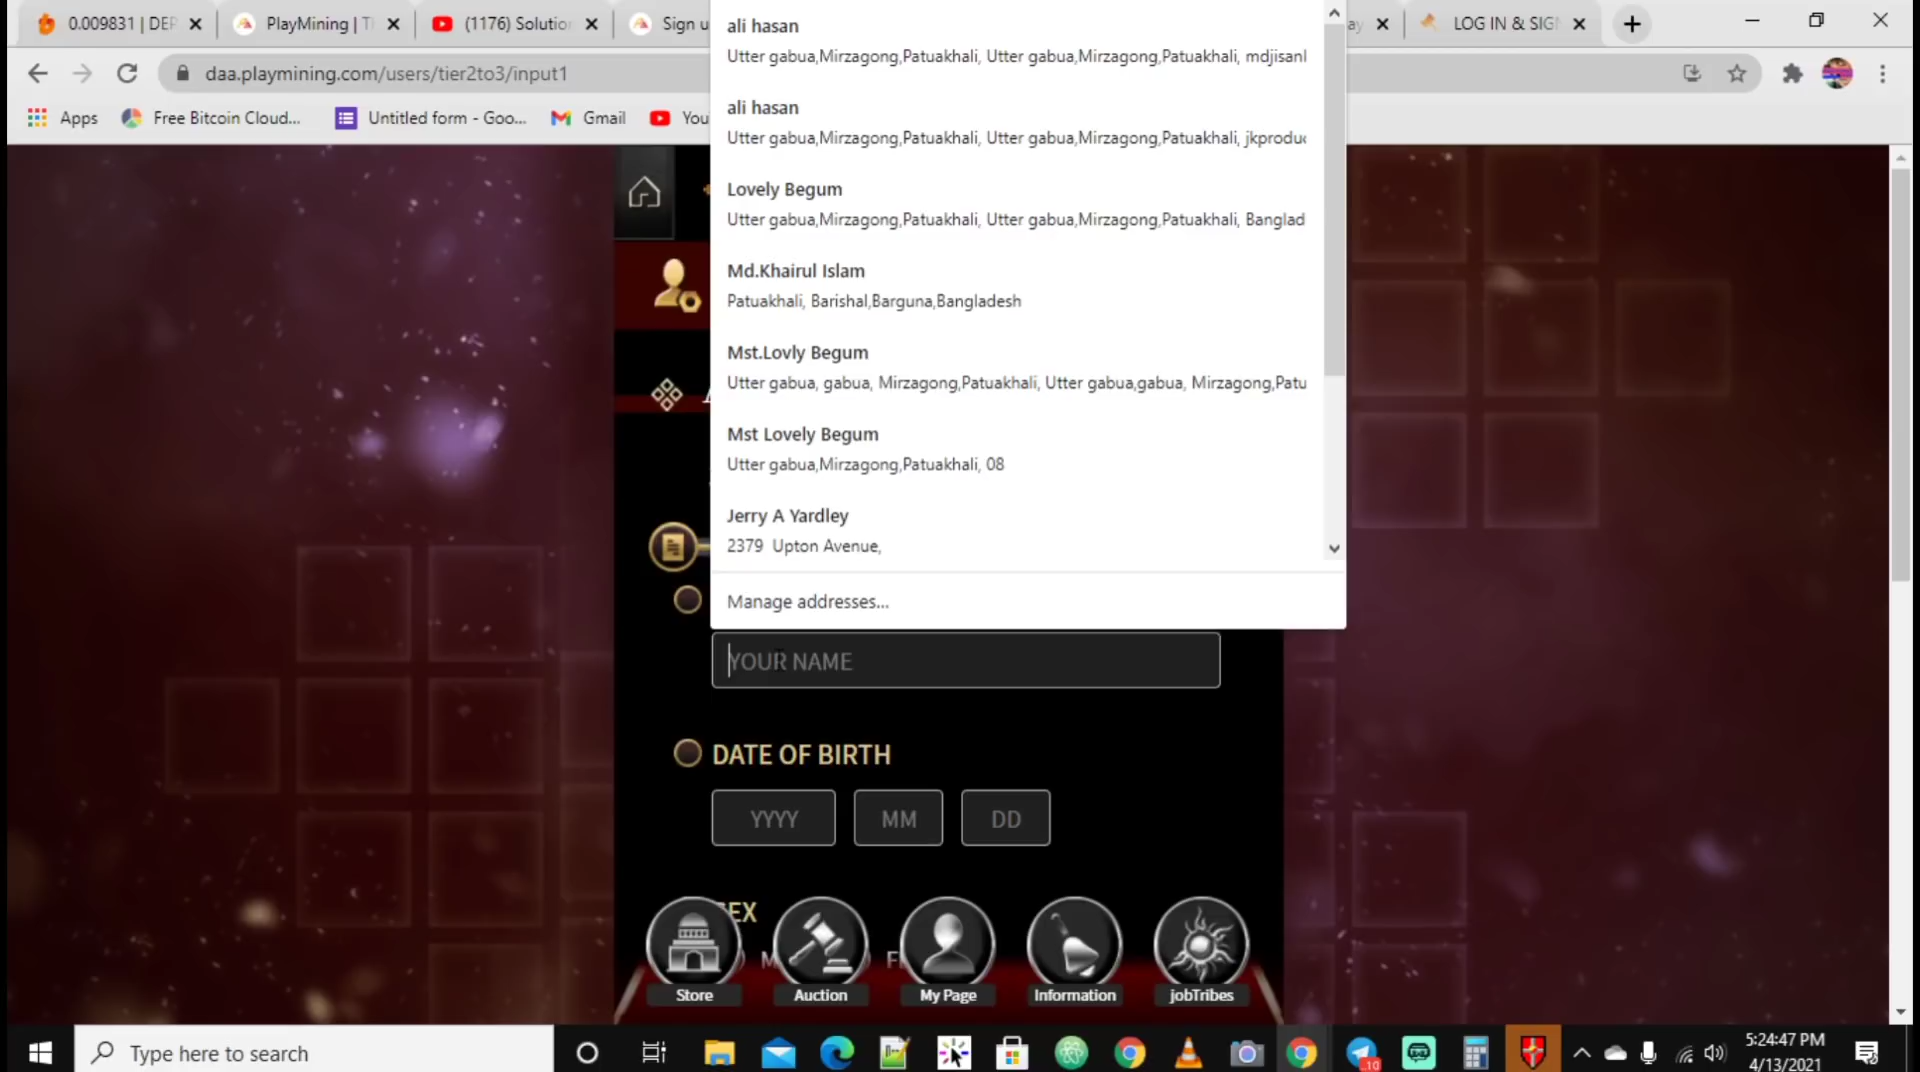 0.009831 | DEP
PlayMining | T
(1176) Solution
Sign u
ay
LOG IN & SIG
daa.playmining.com/users/tier2to3/input1
Apps
Free Bitcoin Cloud...
Untitled form - Goo...
Gmail
You
ali hasan
Utter gabua,Mirzagong,Patuakhali, Utter gabua,Mirzagong,Patuakhali, mdjisanl
ali hasan
Utter gabua,Mirzagong,Patuakhali, Utter gabua,Mirzagong,Patuakhali, jkproduc
Lovely Begum
Utter gabua,Mirzagong,Patuakhali, Utter gabua,Mirzagong,Patuakhali, Banglad
Md.Khairul Islam
Patuakhali, Barishal,Barguna,Bangladesh
Mst.Lovly Begum
Utter gabua, gabua, Mirzagong,Patuakhali, Utter gabua,gabua, Mirzagong,Patu
Mst Lovely Begum
Utter gabua,Mirzagong,Patuakhali, 08
Jerry A Yardley
2379 Upton Avenue,
Manage addresses...
YOUR NAME
DATE OF BIRTH
YYYY
MM
DD
SEX
Store
Auction
My Page
Information
jobTribes
Type here to search
10
5:24:47 PM
4/13/2021